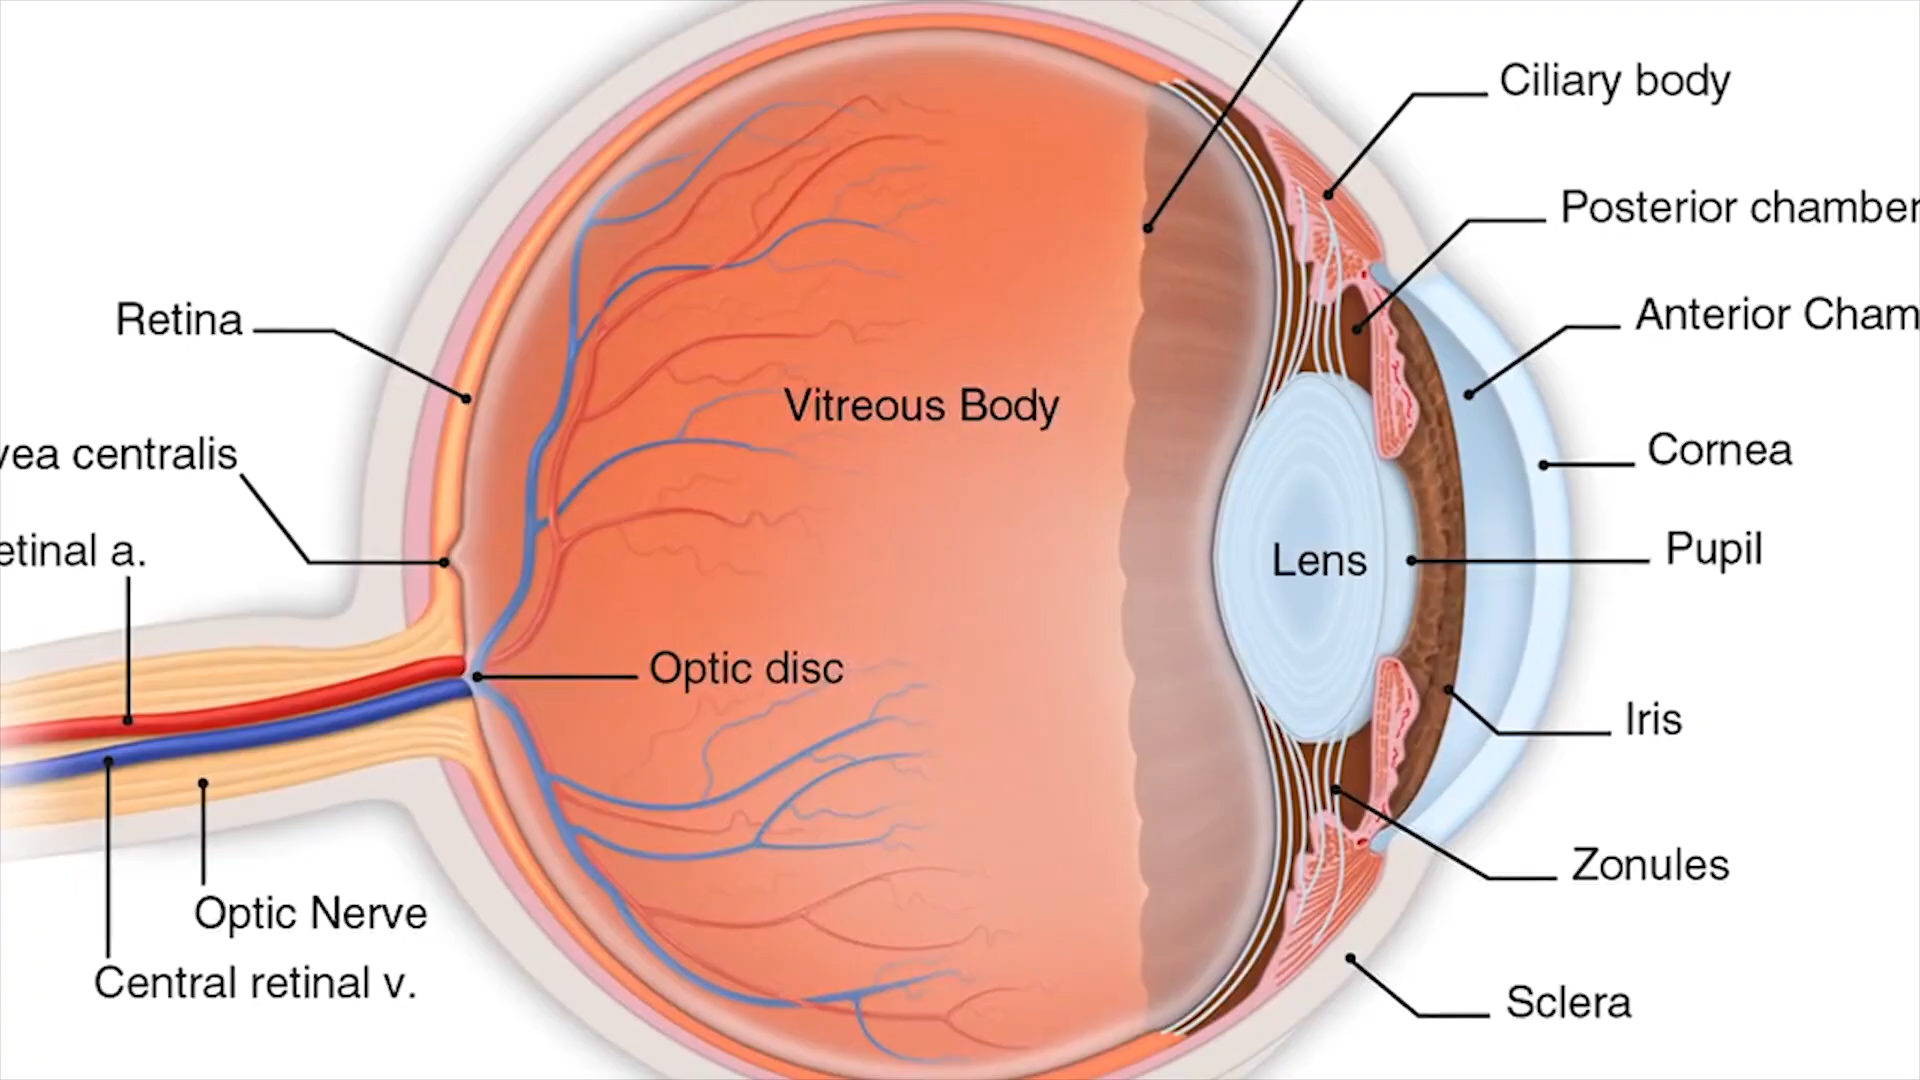 Ciliary body
Posterior chamber
Retina
Anterior Cham
Vitreous Body
vea centralis
Cornea
etinal a.
Lens
Pupil
Optic disc
Iris
Zonules
Optic Nerve
Central retinal v.
Sclera